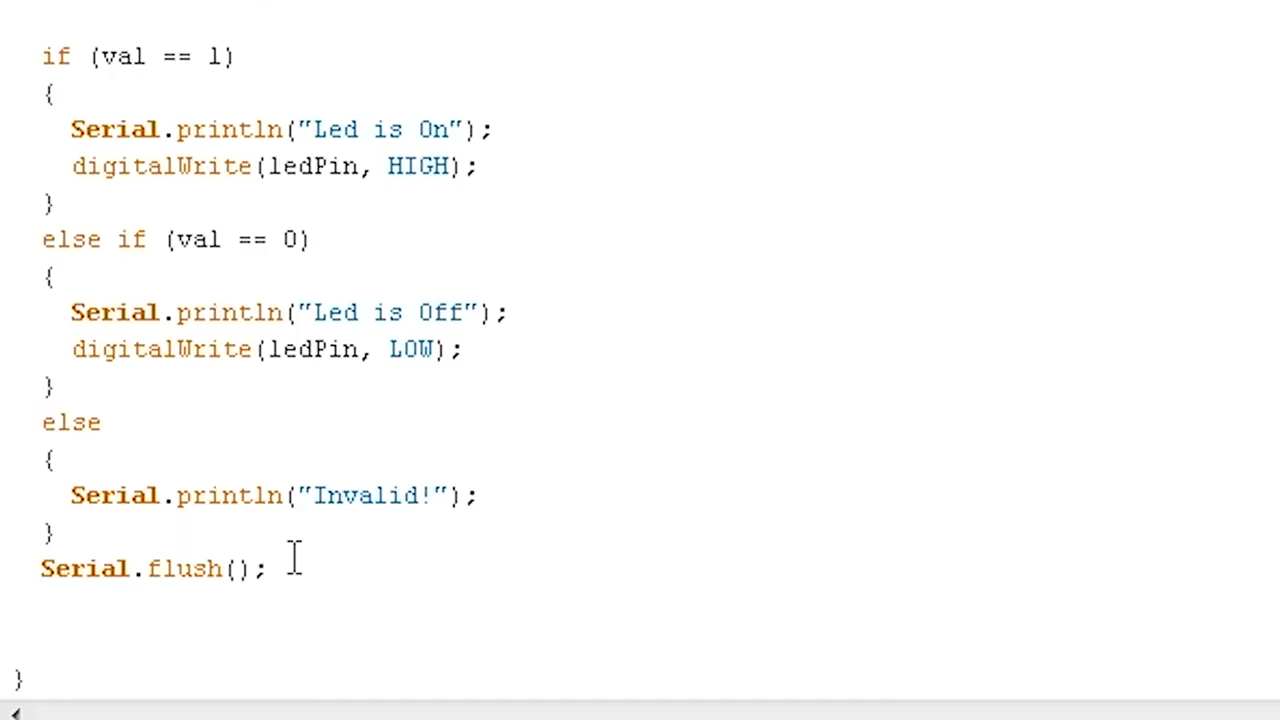 if (val == 1)
{
Serial.println("Led is On");
digitalWrite(ledPin, HIGH);
}
else if (val == 0)
{
Serial.println("Led is Off");
digitalWrite(ledPin, LOW);
}
else
{
Serial.println("Invalid!");
}
Serial.flush();
}